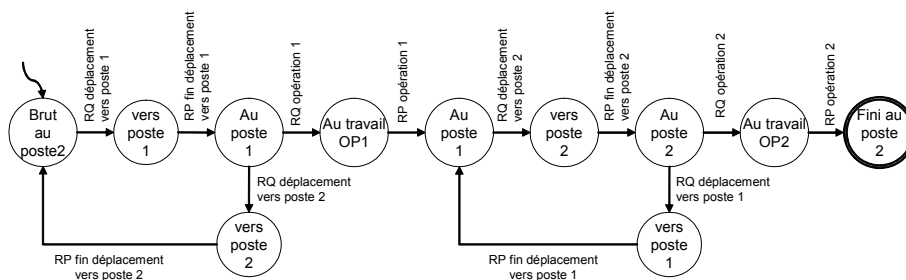 RQ déplacement
vers poste 1
RP fin déplacement
vers poste 1
RQ opération 1
RP opération 1
RQ déplacement
vers poste 2
RP fin déplacement
vers poste 2
RQ opération 2
RP opération 2
Brut
au
poste2
vers
poste
1
Au
poste
1
Au travail
OP1
Au
poste
1
vers
poste
2
Au
poste
2
Au travail
OP2
Fini au
poste
2
RQ déplacement
vers poste 2
RQ déplacement
vers poste 1
vers
poste
2
vers
poste
1
RP fin déplacement
vers poste 2
RP fin déplacement
vers poste 1